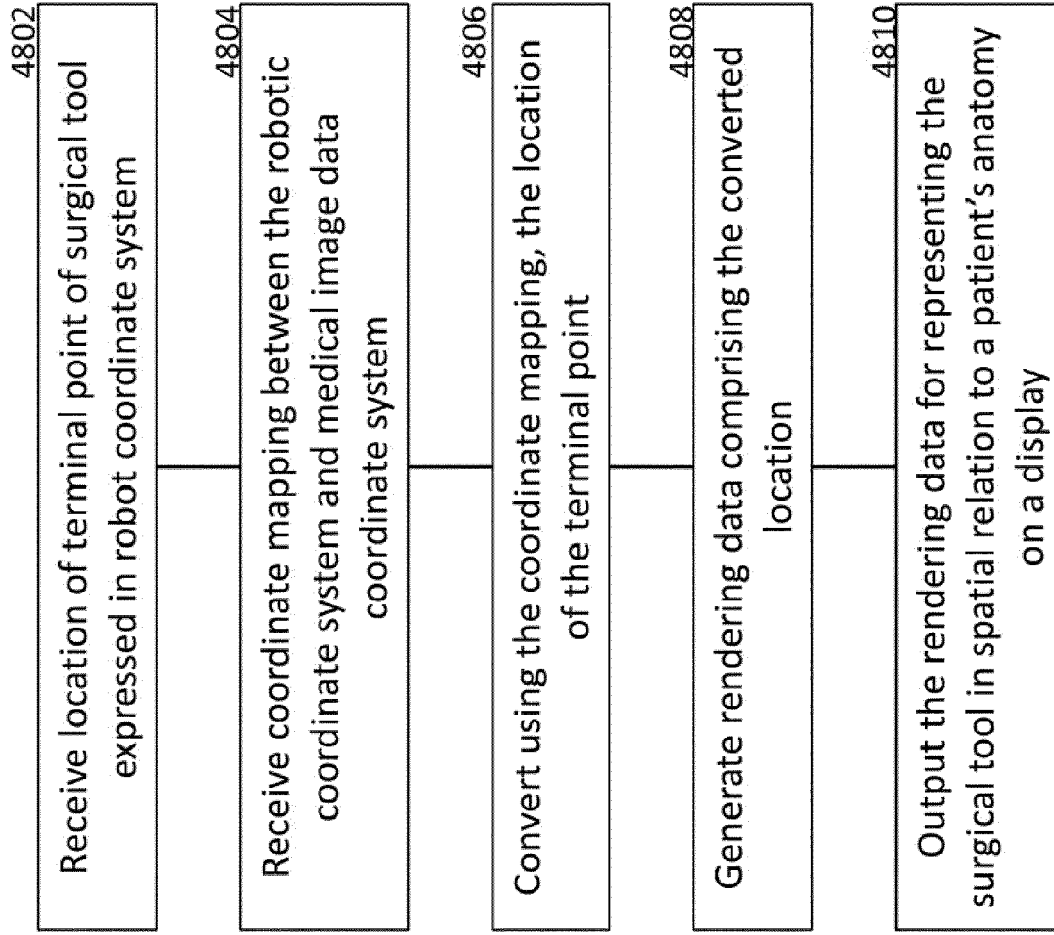 4802
Receive location of terminal point of surgical tool
expressed in robot coordinate system
4804
Receive coordinate mapping between the robotic
coordinate system and medical image data
coordinate system
4806
Convert using the coordinate mapping, the location
of the terminal point
4808
Generate rendering data comprising the converted
location
4810
Output the rendering data for representing the
surgical tool in spatial relation to a patient's anatomy
on a display